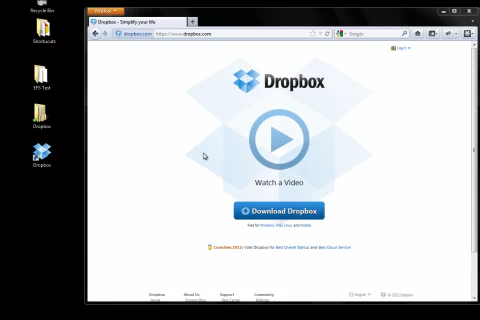 Recycle Bin
Shortcuts
EFS Test
Dropbox
Dropbox
Firefox
Dropbox - Simplify your life
dropbox.com https://www.dropbox.com
Google
Log in
Dropbox
Watch a Video
Download Dropbox
Free for Windows, Mac, Linux, and Mobile
Crunchies 2011: Vote Dropbox for Best Overall Startup and Best Cloud Service
Dropbox About Us Support Community
English © 2012 Dropbox